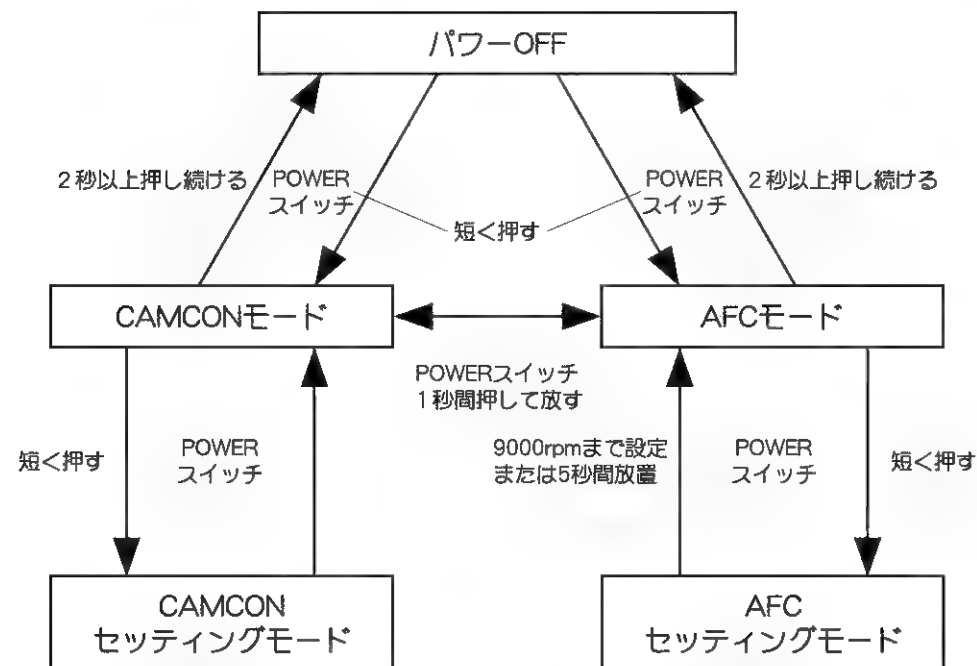 パワーOFF
2秒以上押し続ける
POWER
スイッチ
短く押す
POWER
スイッチ
2秒以上押し続ける
CAMCONモード
AFCモード
POWERスイッチ
1秒間押して放す
短く押す
POWER
スイッチ
9000rpmまで設定
または5秒間放置
POWER
スイッチ
短く押す
CAMCON
セッティングモード
AFC
セッティングモード